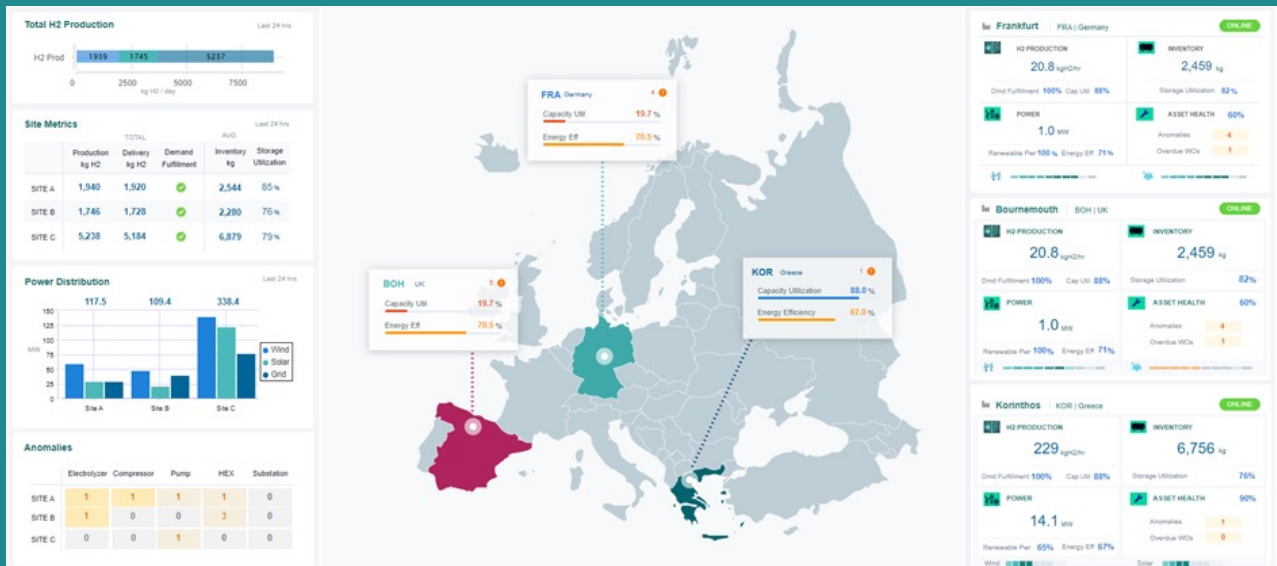 Total H2 Production Last 24 hrs
H2 Prod 1939 1745 5237
0 2500 5000 7500
kg H2 / day
Site Metrics Last 24 hrs
TOTAL AVG
Production kg H2 Delivery kg H2 Demand Fulfillment Inventory kg Storage Utilization
SITE A 1,940 1,920 2,544 85 %
SITE B 1,746 1,728 2,280 76 %
SITE C 5,238 5,184 6,879 79 %
Power Distribution Last 24 hrs
117.5 109.4 338.4
150
125
100
MW 75
50
25
0
Site A Site B Site C
Wind
Solar
Grid
Anomalies
Electrolyzer Compressor Pump HEX Substation
SITE A 1 1 1 1 0
SITE B 1 0 0 3 0
SITE C 0 0 1 0 0
FRA Germany 4
Capacity Util 19.7 %
Energy Eff 70.5 %
BOH UK 5
Capacity Util 19.7 %
Energy Eff 70.5 %
KOR Greece 1
Capacity Utilization 88.0 %
Energy Efficiency 67.0 %
Frankfurt FRA | Germany ONLINE
H2 PRODUCTION INVENTORY
20.8 kgH2/hr 2,459 kg
Dmd Fulfillment 100% Cap Util 88% Storage Utilization 82%
POWER ASSET HEALTH 60%
1.0 MW Anomalies 4
Overdue WOs 1
Renewable Pwr 100% Energy Eff 71%
Bournemouth BOH | UK ONLINE
H2 PRODUCTION INVENTORY
20.8 kgH2/hr 2,459 kg
Dmd Fulfillment 100% Cap Util 88% Storage Utilization 82%
POWER ASSET HEALTH 60%
1.0 MW Anomalies 4
Overdue WOs 1
Renewable Pwr 100% Energy Eff 71%
Korinthos KOR | Greece ONLINE
H2 PRODUCTION INVENTORY
229 kgH2/hr 6,756 kg
Dmd Fulfillment 100% Cap Util 88% Storage Utilization 76%
POWER ASSET HEALTH 90%
14.1 MW Anomalies 1
Overdue WOs 0
Renewable Pwr 65% Energy Eff 67%
Wind Solar